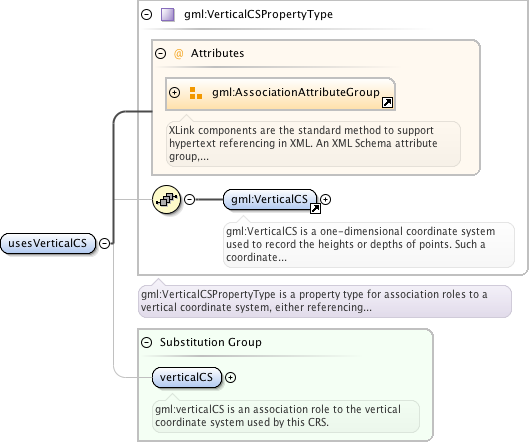 gml:VerticalCSPropertyType
@ Attributes
gml:AssociationAttributeGroup
XLink components are the standard method to support
hypertext referencing in XML. An XML Schema attribute
group,...
gml:VerticalCS
gml:VerticalCS is a one-dimensional coordinate system
used to record the heights or depths of points. Such a
coordinate...
usesVerticalCS
gml:VerticalCSPropertyType is a property type for association roles to a
vertical coordinate system, either referencing...
Substitution Group
verticalCS
gml:verticalCS is an association role to the vertical
coordinate system used by this CRS.